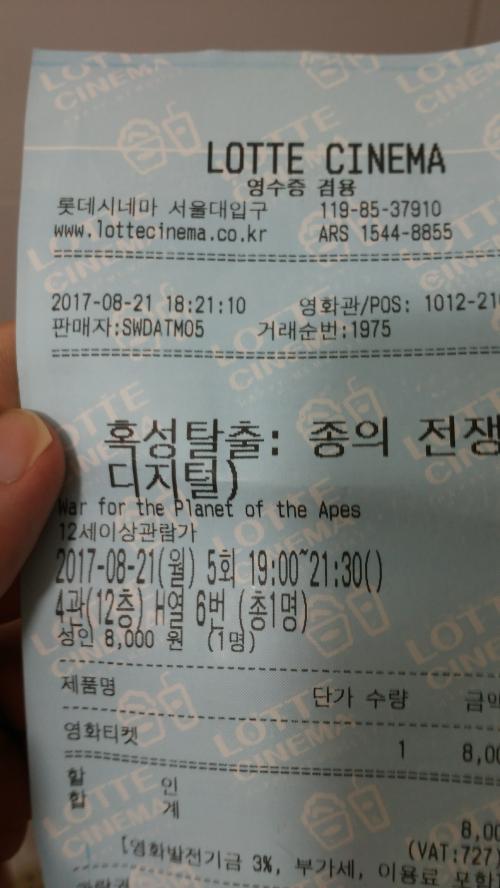 LOTTE CINEMA
영수증 겸용
롯데시네마 서울대입구 119-85-37910
www.lottecinema.co.kr ARS 1544-8855
2017-08-21 18:21:10 영화관/POS: 1012-210
판매자:SWDATM05 거래순번:1975
혹성탈출: 종의 전쟁
디지털)
War for the Planet of the Apes
12세이상관람가
2017-08-21(월) 5회 19:00~21:30()
4관(12층) H열 6번 (총1명)
성인 8,000 원 (1명)
제품명 단가 수량 금액
영화티켓 1 8,00
할 인
합 계
8,00
(VAT:727)
[영화발전기금 3%, 부가세, 이용료 포함